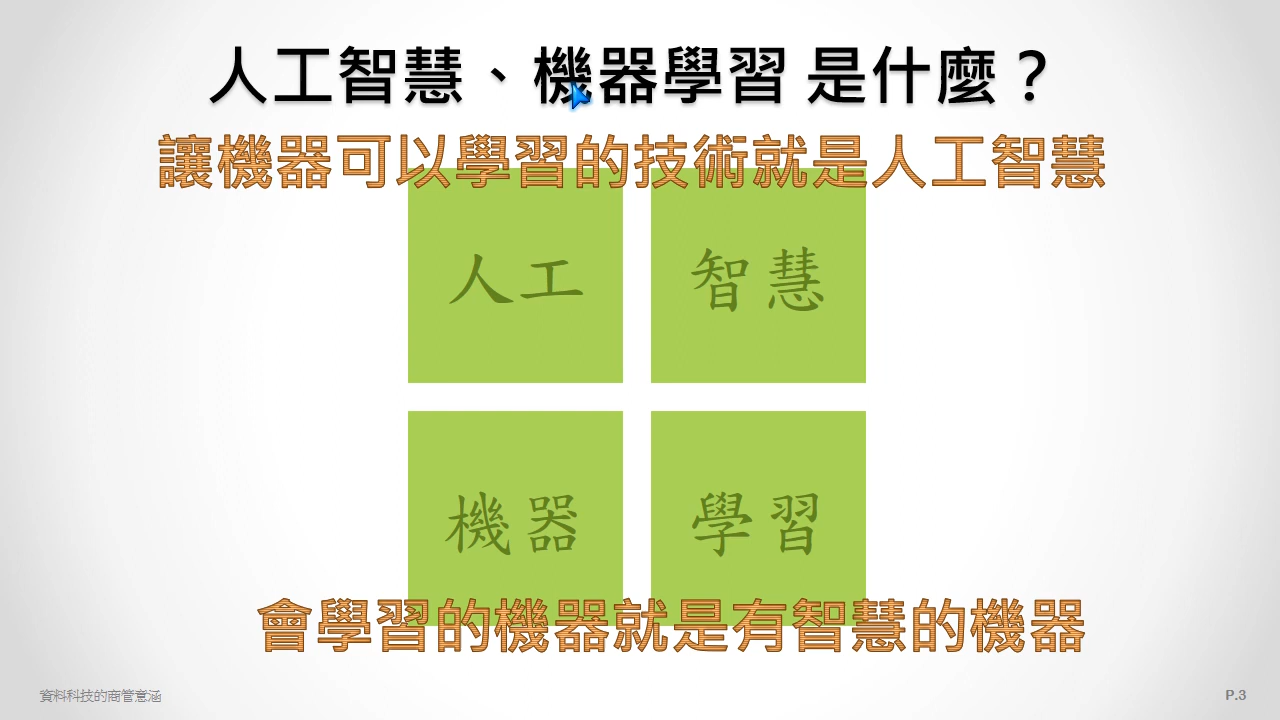 人工智慧、機器學習 是什麼？
讓機器可以學習的技術就是人工智慧
人工
智慧
機器
學習
會學習的機器就是有智慧的機器
資料科技的商管意涵
P.3